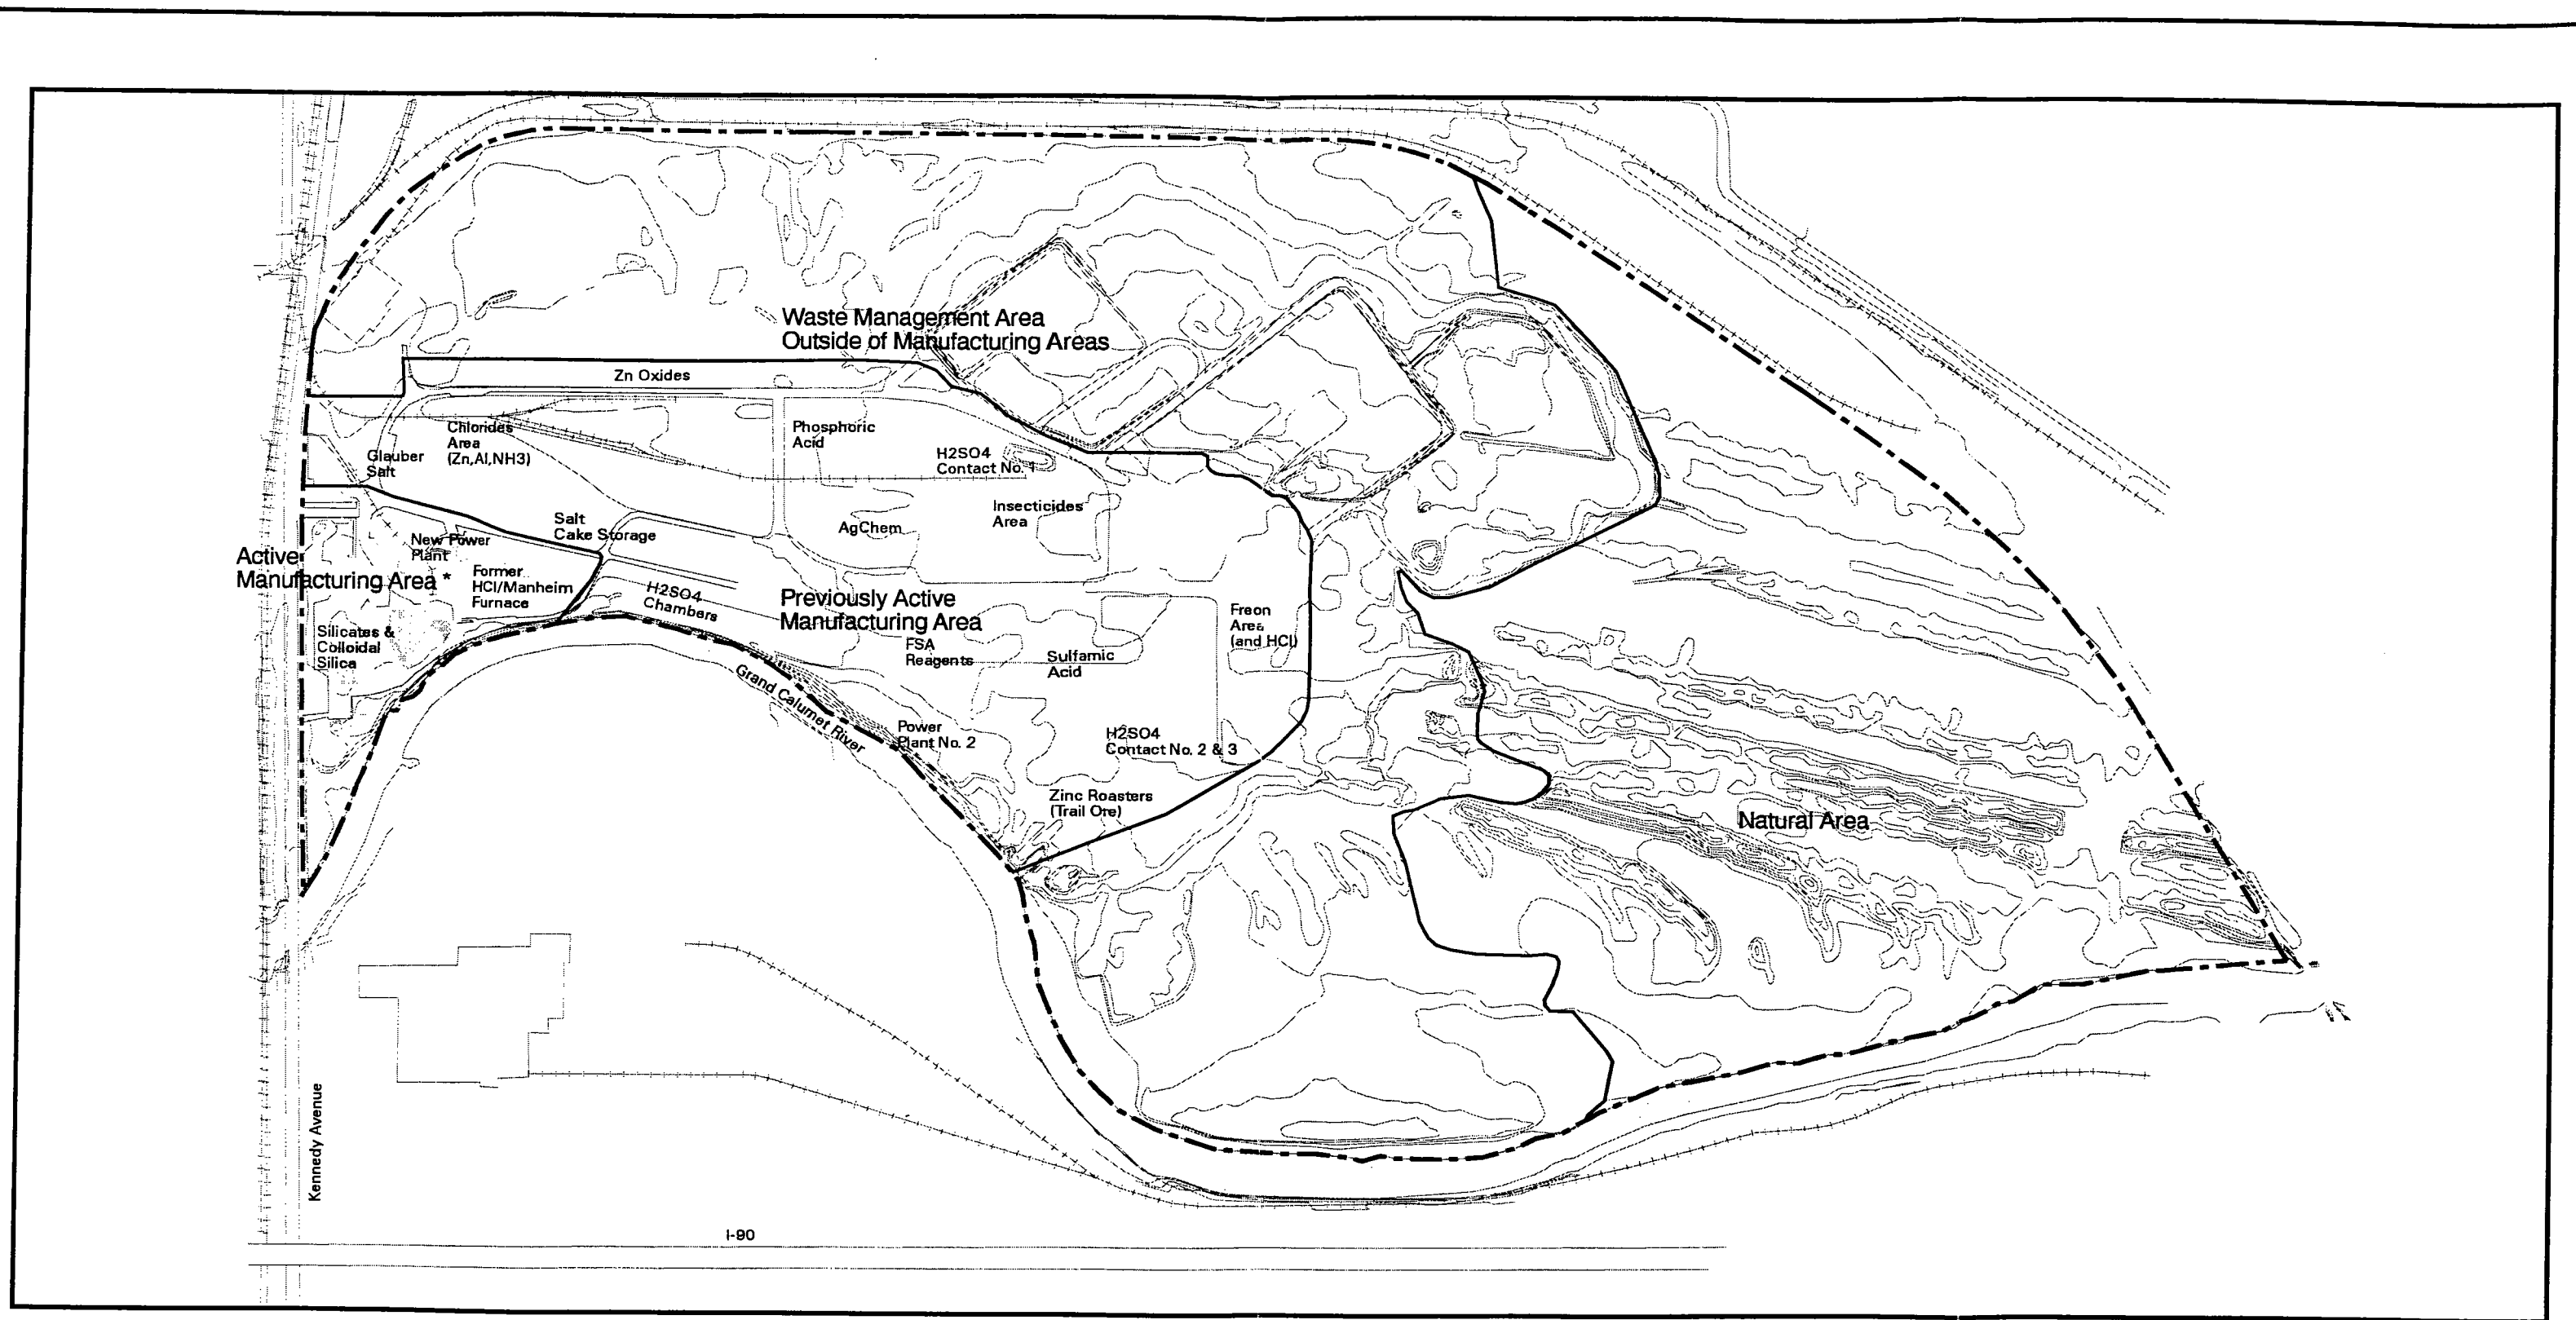 Waste Management Area
Outside of Manufacturing Areas
Zn Oxides
Chlorides
Area
(Zn,Al,NH3)
Glauber
Salt
Phosphoric
Acid
H2SO4
Contact No. 1
Insecticides
Area
AgChem
Salt
Cake Storage
New Power
Plant
Active
Manufacturing Area *
Former
HCl/Manheim
Furnace
H2SO4
Chambers
Previously Active
Manufacturing Area
Silicates &
Colloidal
Silica
FSA
Reagents
Sulfamic
Acid
Freon
Area
(and HCl)
Grand Calumet River
Power
Plant No. 2
H2SO4
Contact No. 2 & 3
Zinc Roasters
(Trail Ore)
Natural Area
Kennedy Avenue
I-90